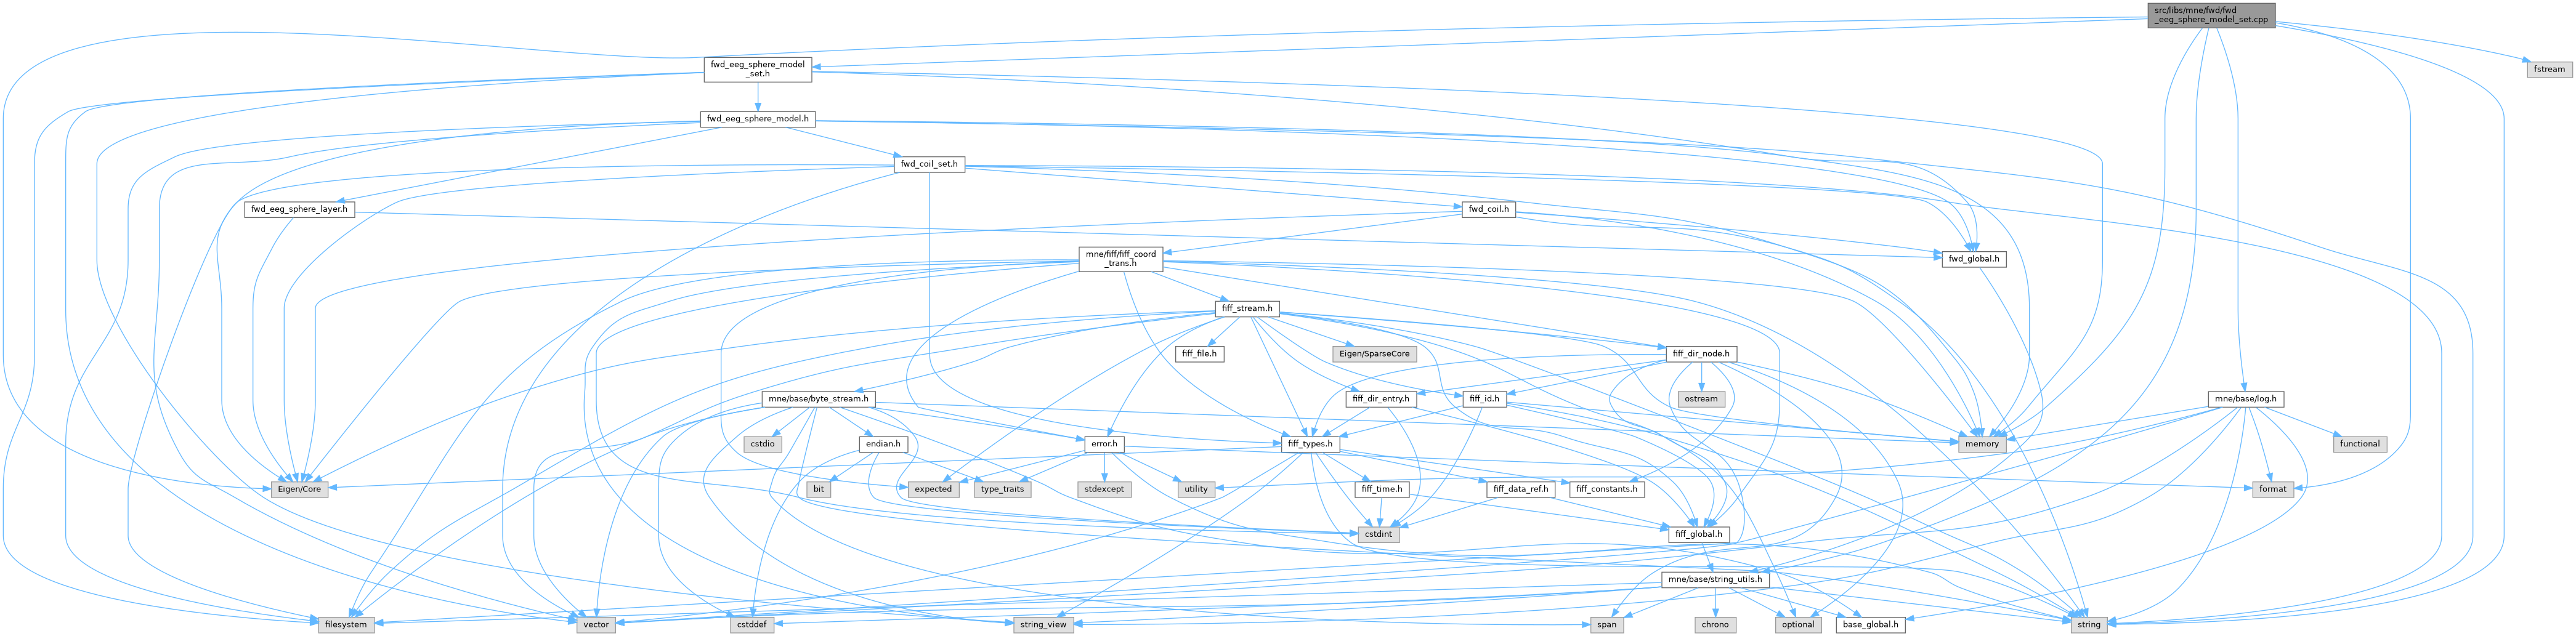 src/libs/mne/fwd/fwd
_eeg_sphere_model_set.cpp
fwd_eeg_sphere_model
_set.h
fstream
fwd_eeg_sphere_model.h
fwd_coil_set.h
fwd_eeg_sphere_layer.h
fwd_coil.h
mne/fiff/fiff_coord
_trans.h
fwd_global.h
fiff_stream.h
fiff_file.h
Eigen/SparseCore
fiff_dir_node.h
mne/base/byte_stream.h
fiff_dir_entry.h
fiff_id.h
ostream
mne/base/log.h
cstdio
endian.h
error.h
fiff_types.h
memory
functional
Eigen/Core
bit
expected
type_traits
stdexcept
utility
fiff_time.h
fiff_data_ref.h
fiff_constants.h
format
cstdint
fiff_global.h
mne/base/string_utils.h
filesystem
vector
cstddef
string_view
span
chrono
optional
base_global.h
string